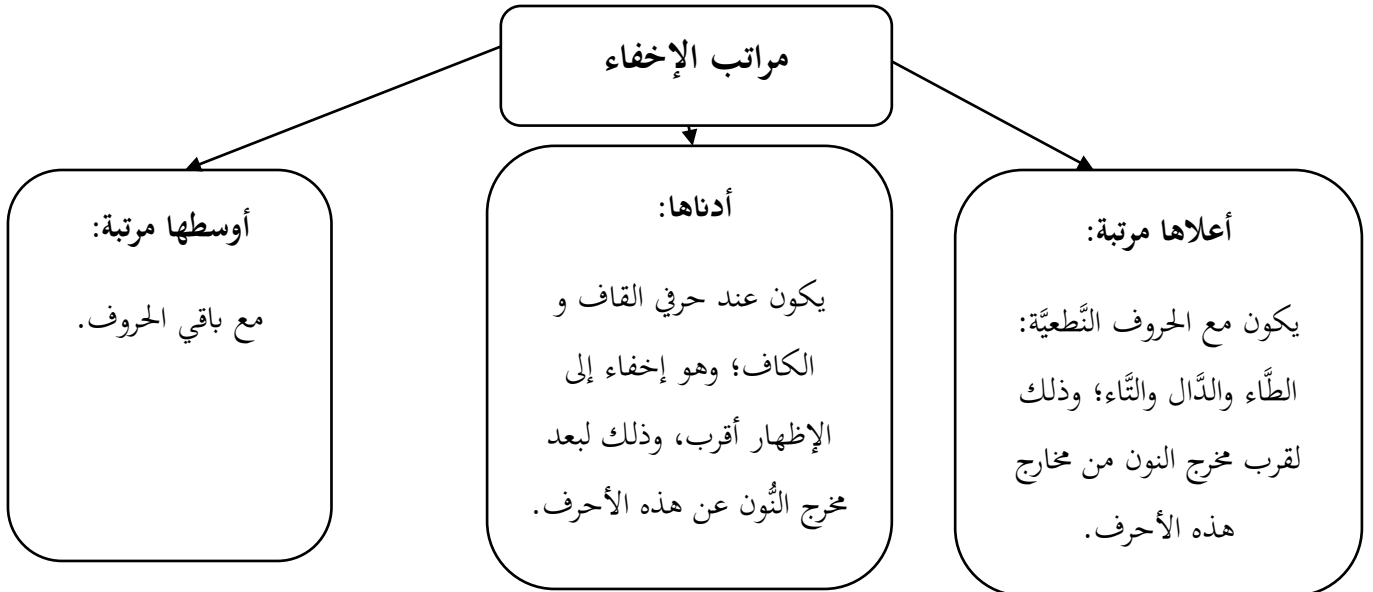 مراتب الإخفاء
أعلاها مرتبة:
يكون مع الحروف النَّطعيَّة:
الطَّاء والدَّال والتَّاء؛ وذلك
لقرب مخرج النون من مخارج
هذه الأحرف.
أدناها:
يكون عند حرفي القاف و
الكاف؛ وهو إخفاء إلى
الإظهار أقرب، وذلك لبعد
مخرج النُّون عن هذه الأحرف.
أوسطها مرتبة:
مع باقي الحروف.